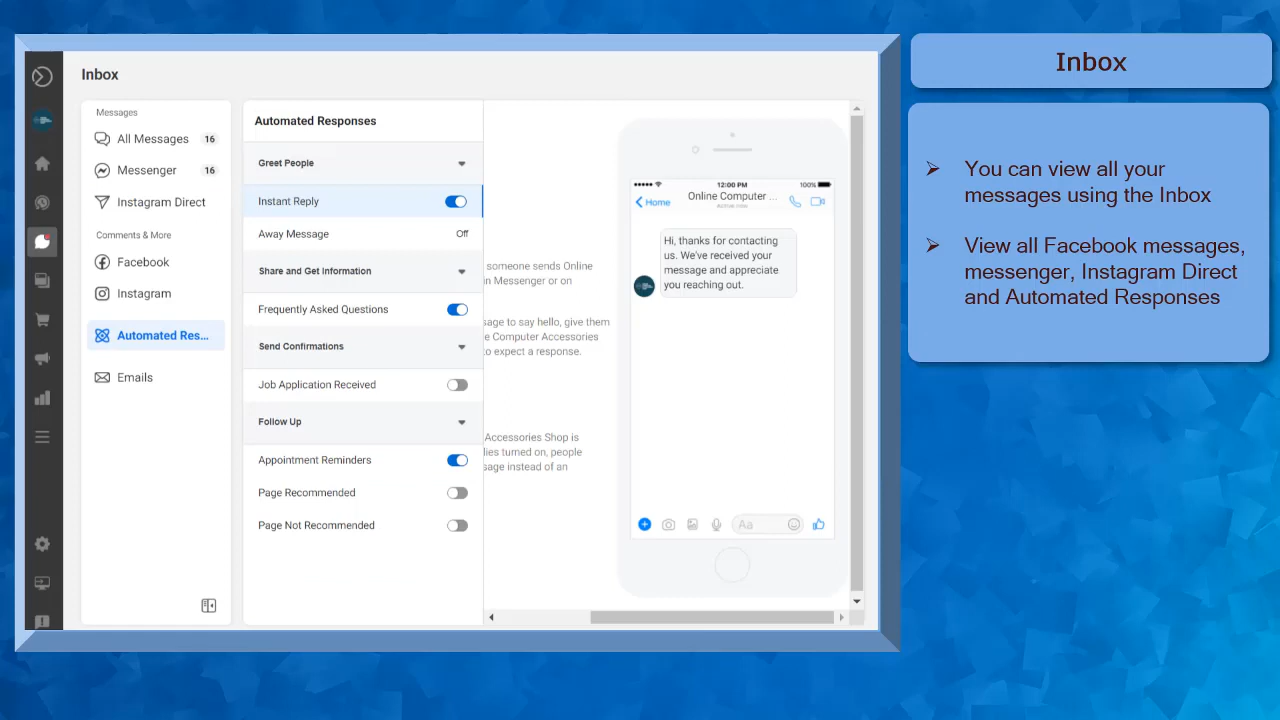 Inbox
Messages
All Messages 16
Messenger 16
Instagram Direct
Comments & More
Facebook
Instagram
Automated Res...
Emails
Automated Responses
Greet People
Instant Reply
Away Message Off
Share and Get Information
Frequently Asked Questions
Send Confirmations
Job Application Received
Follow Up
Appointment Reminders
Page Recommended
Page Not Recommended
someone sends Online
in Messenger or on
sage to say hello, give them
e Computer Accessories
to expect a response.
Accessories Shop is
lies turned on, people
sage instead of an
12:00 PM 100%
Home Online Computer ...
Active now
Hi, thanks for contacting
us. We've received your
message and appreciate
you reaching out.
Aa
Inbox
You can view all your
messages using the Inbox
View all Facebook messages,
messenger, Instagram Direct
and Automated Responses